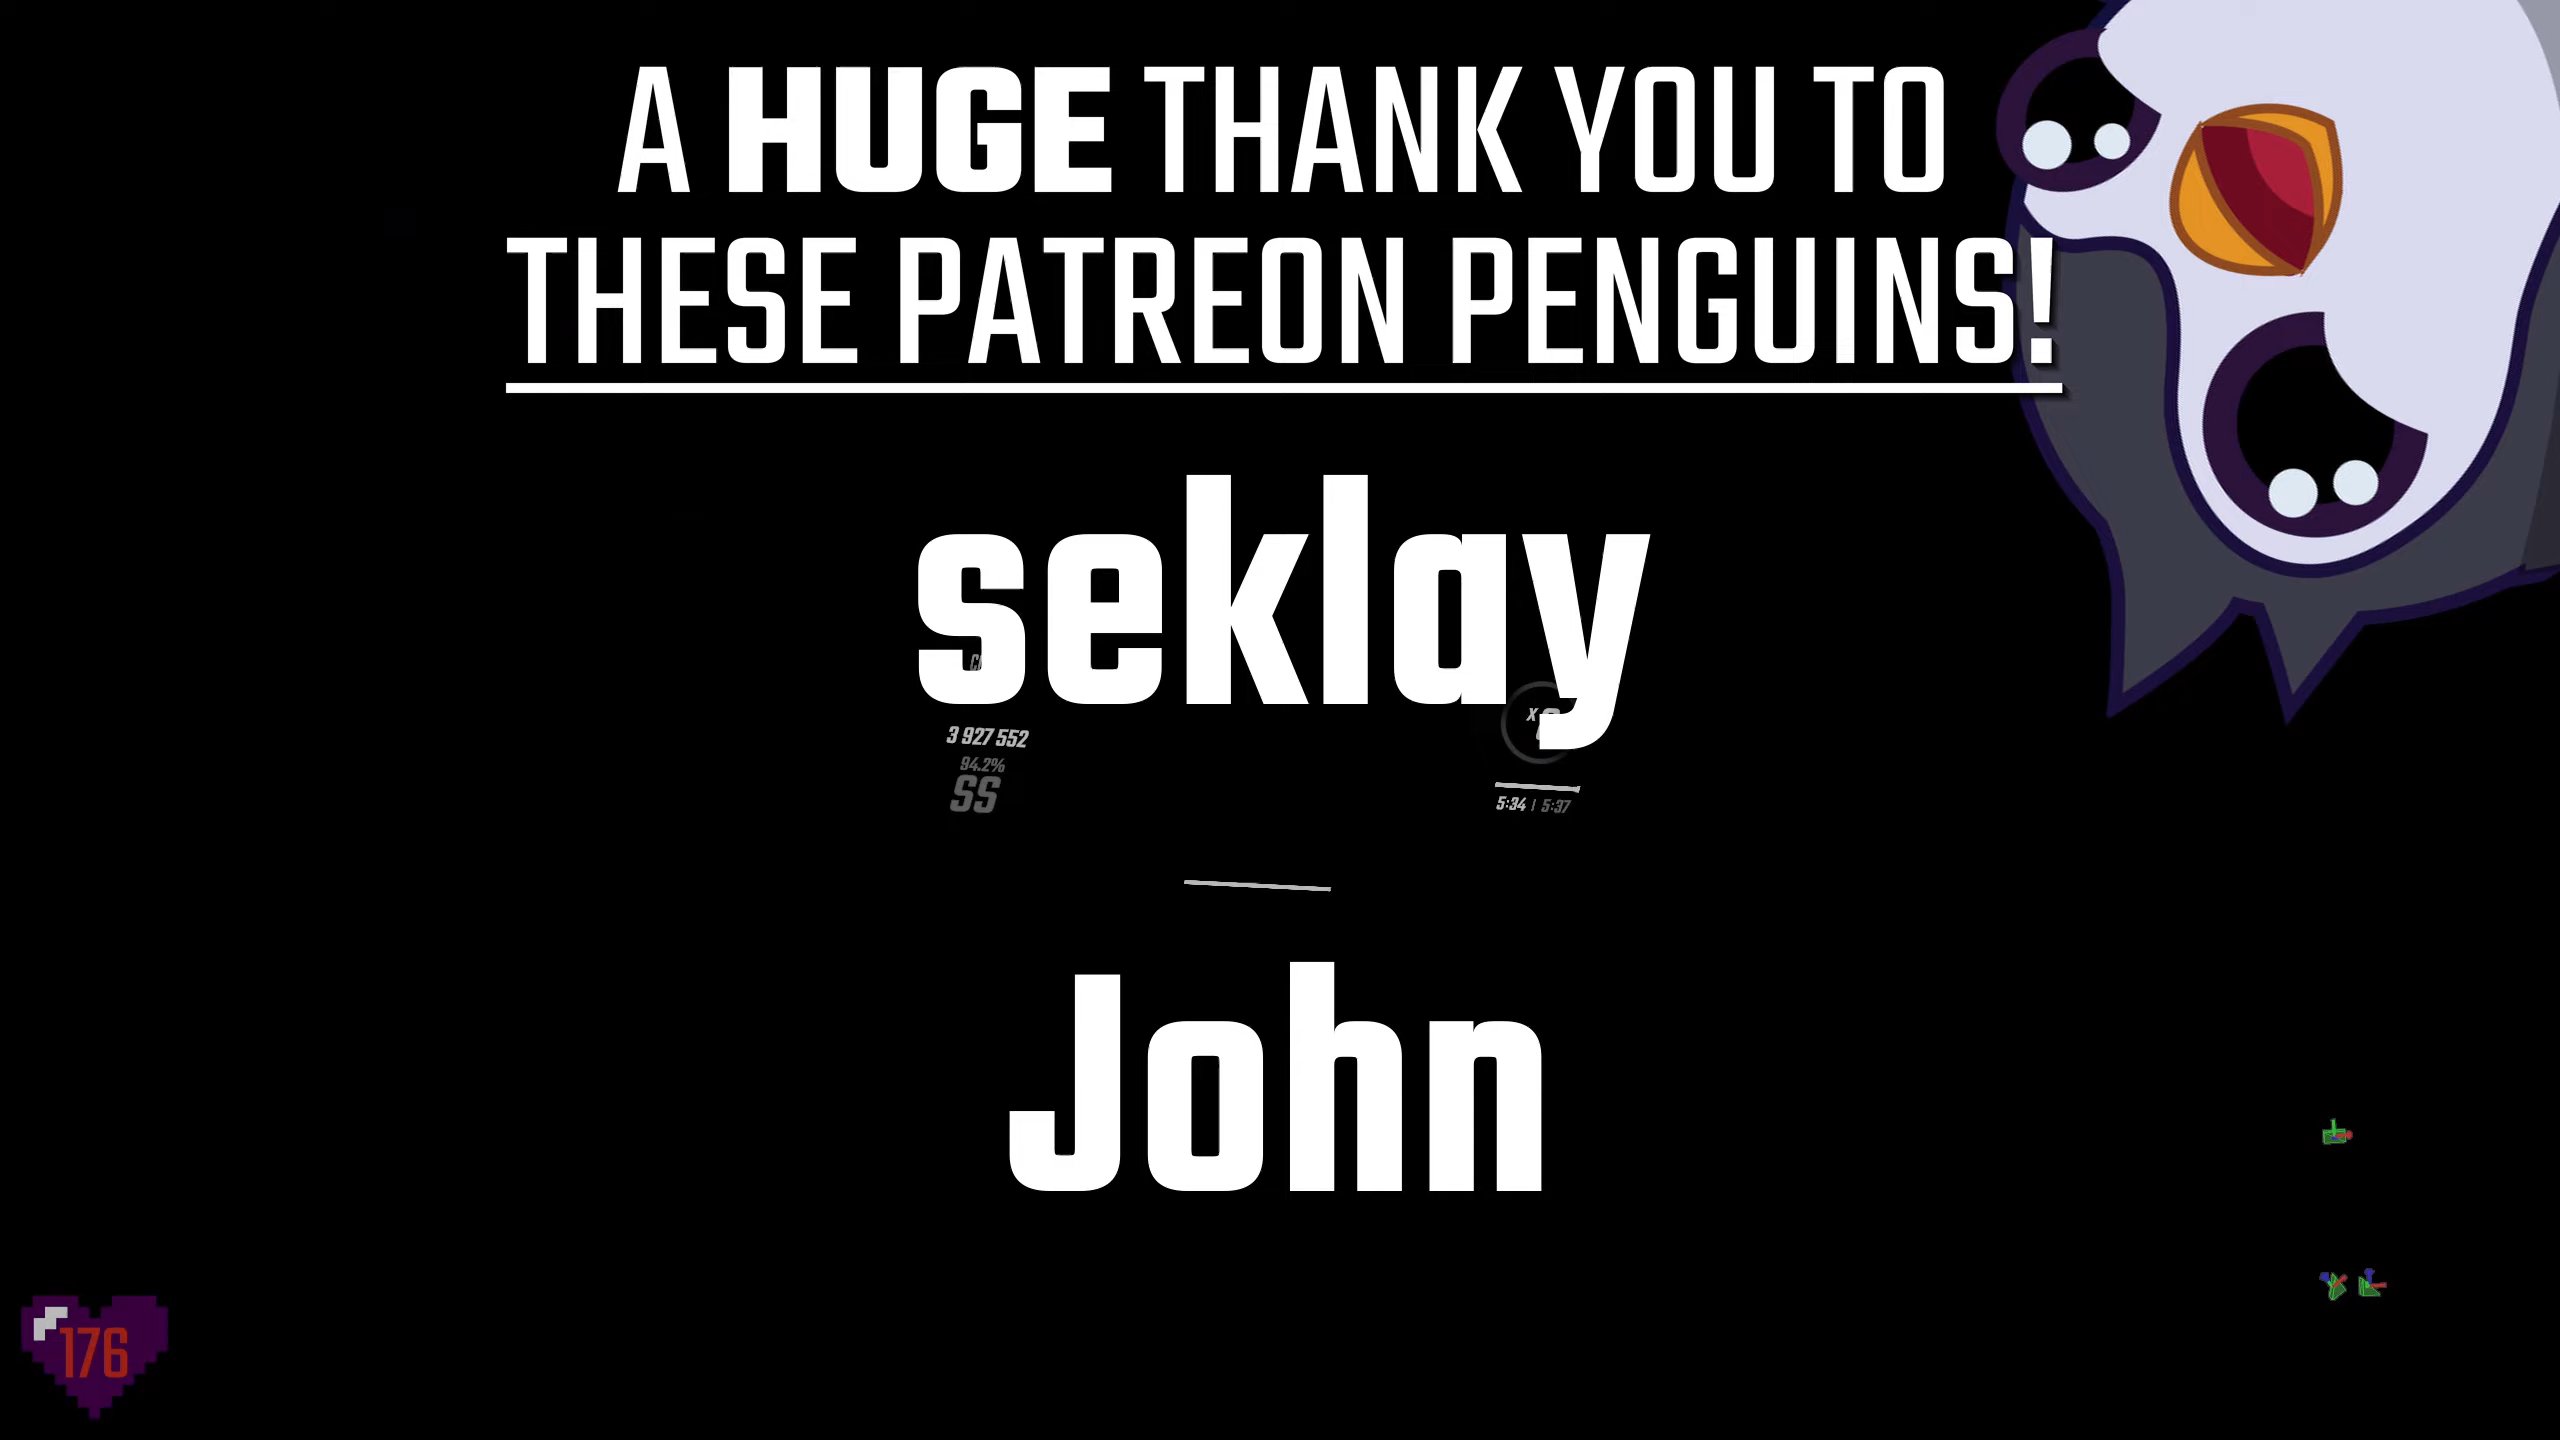 A HUGE THANK YOU TO
THESE PATREON PENGUINS!
seklay
3 927 552
94.2%
SS
5:34 | 5:37
John
176